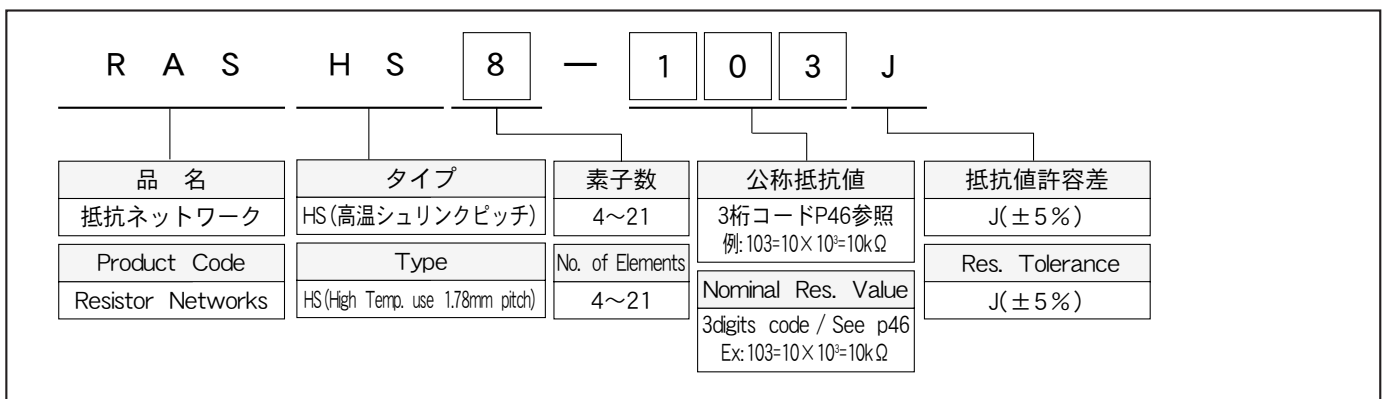 R A S H S 8 — 1 0 3 J
品 名
抵抗ネットワーク
Product Code
Resistor Networks
タイプ
HS(高温シュリンクピッチ)
Type
HS(High Temp. use 1.78mm pitch)
素子数
4〜21
No. of Elements
4〜21
公称抵抗値
3桁コードP46参照
例: 103=10×10³=10kΩ
Nominal Res. Value
3digits code / See p46
Ex: 103=10×10³=10kΩ
抵抗値許容差
J(±5%)
Res. Tolerance
J(±5%)